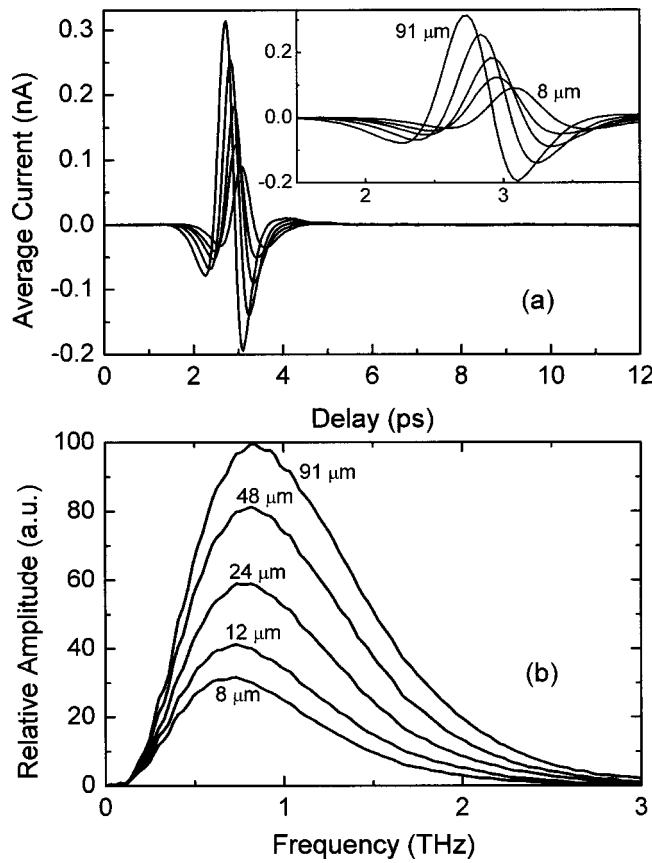 0.3
0.2
0.1
0.0
-0.1
-0.2
Average Current (nA)
91 μm
8 μm
0.2
0.0
-0.2
2
3
(a)
0
2
4
6
8
10
12
Delay (ps)
100
80
60
40
20
0
Relative Amplitude (a.u.)
91 μm
48 μm
24 μm
12 μm
8 μm
(b)
0
1
2
3
Frequency (THz)